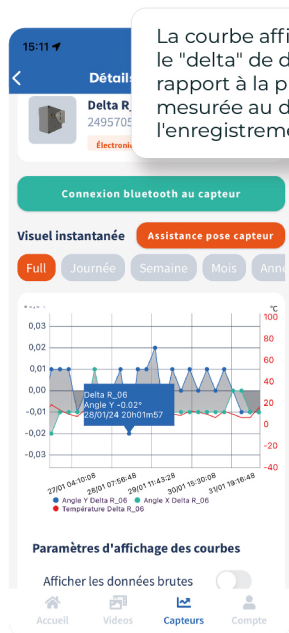 15:11
La courbe affi
le "delta" de d
rapport à la p
mesurée au d
l'enregistreme
Détails
Delta R_
2495705
Électroni
Connexion bluetooth au capteur
Visuel instantanée
Assistance pose capteur
Full
Journée
Semaine
Mois
Anné
°C
0,03
0,02
0,01
0,00
-0,01
-0,02
-0,03
100
80
60
40
20
0
-20
-40
Delta R_06
Angle Y -0.02°
28/01/24 20h01m57
27/01 04:10:08
28/01 07:56:48
29/01 11:43:28
30/01 15:30:08
31/01 19:16:48
Angle Y Delta R_06
Angle X Delta R_06
Température Delta R_06
Paramètres d'affichage des courbes
Afficher les données brutes
Accueil
Videos
Capteurs
Compte